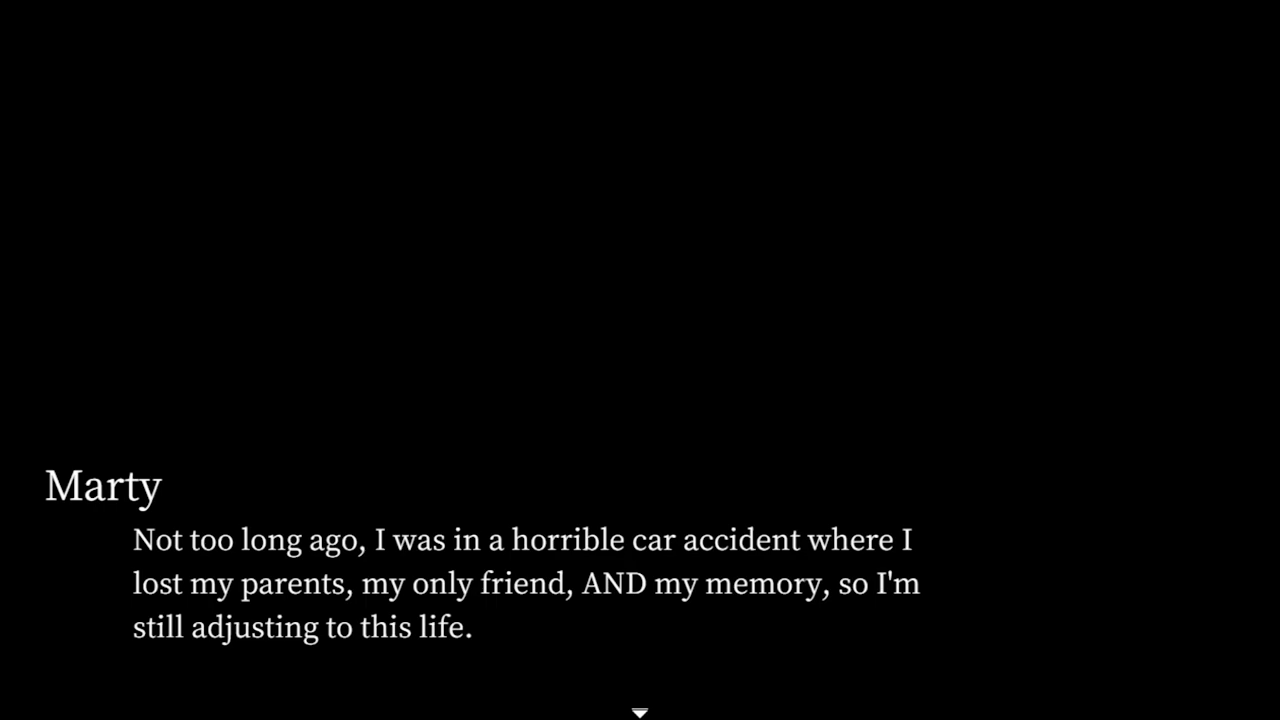 Marty
Not too long ago, I was in a horrible car accident where I
lost my parents, my only friend, AND my memory, so I'm
still adjusting to this life.